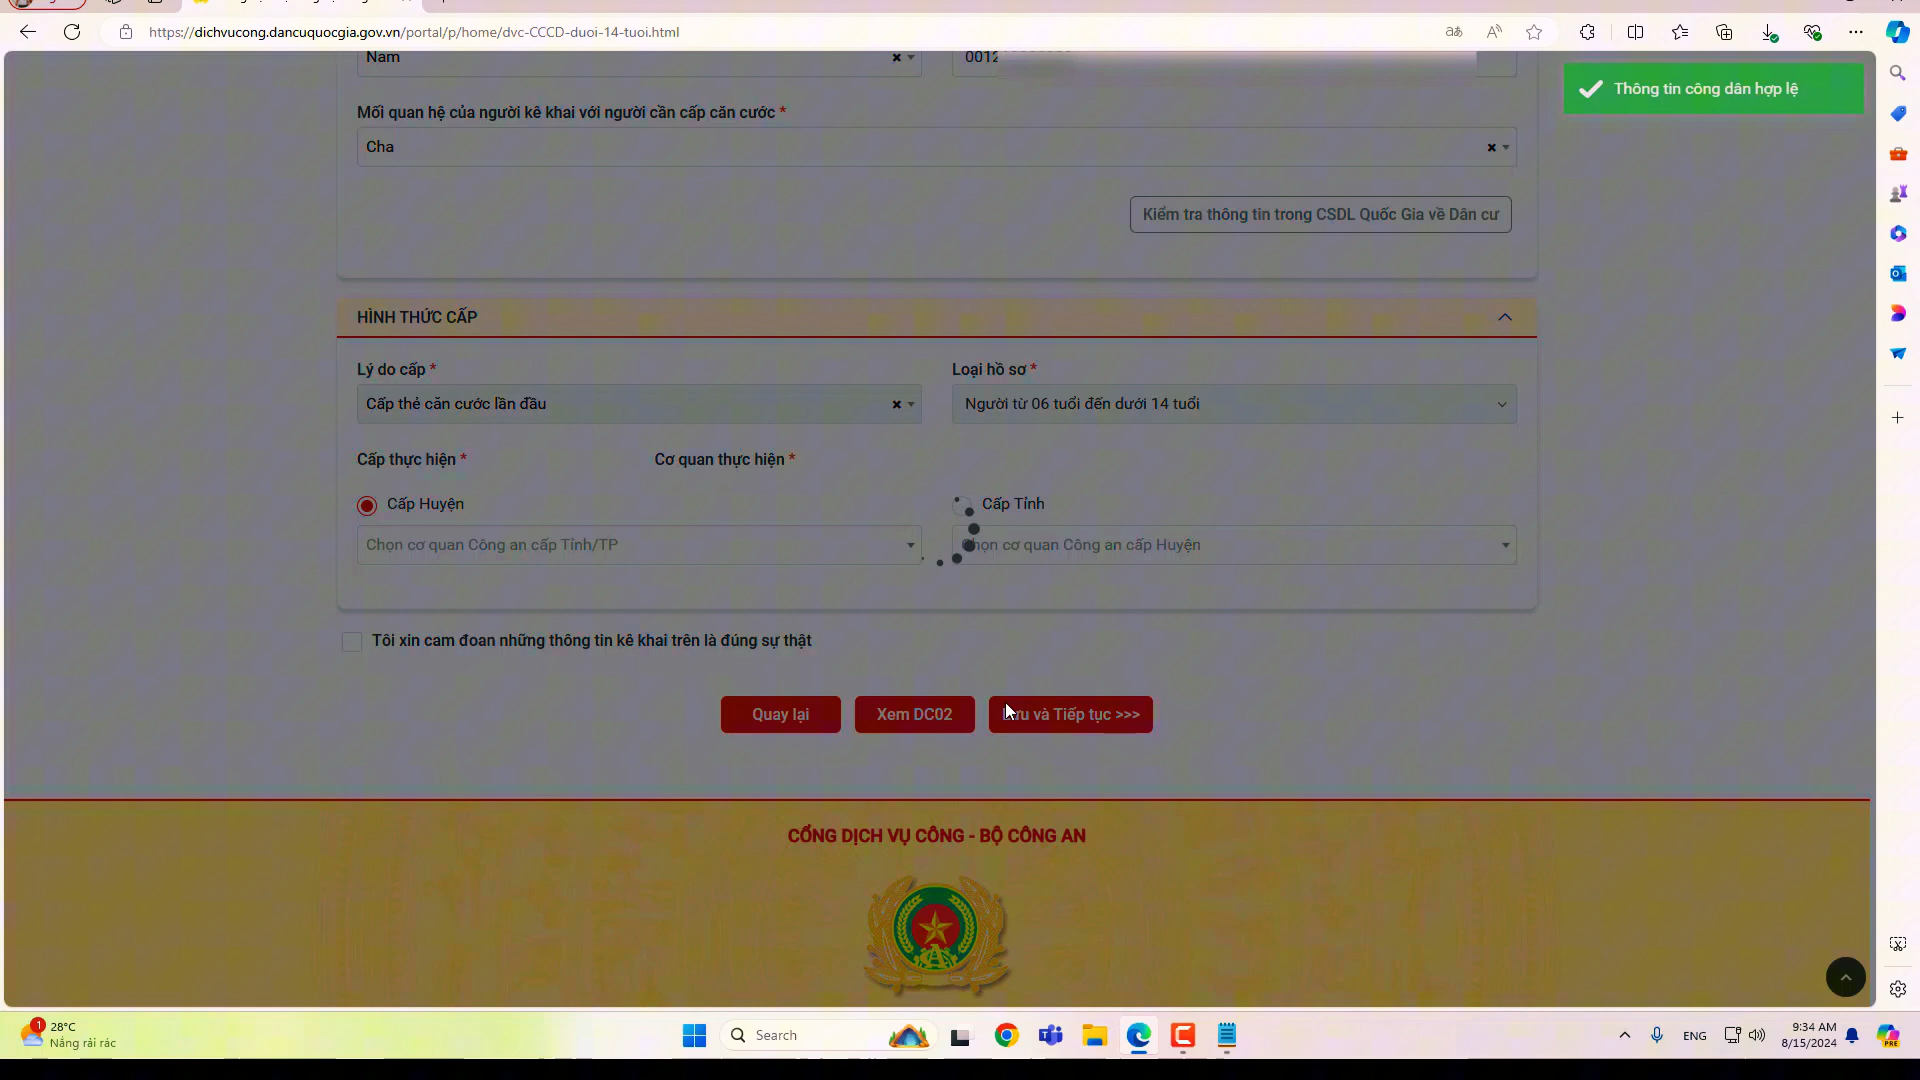 https://dichvucong.dancuquocgia.gov.vn/portal/p/home/dvc-CCCD-duoi-14-tuoi.html
Nam
0012
Thông tin công dân hợp lệ
Mối quan hệ của người kê khai với người cần cấp căn cước *
Cha
Kiểm tra thông tin trong CSDL Quốc Gia về Dân cư
HÌNH THỨC CẤP
Lý do cấp *
Loại hồ sơ *
Cấp thẻ căn cước lần đầu
Người từ 06 tuổi đến dưới 14 tuổi
Cấp thực hiện *
Cơ quan thực hiện *
Cấp Huyện
Cấp Tỉnh
Chọn cơ quan Công an cấp Tỉnh/TP
Chọn cơ quan Công an cấp Huyện
Tôi xin cam đoan những thông tin kê khai trên là đúng sự thật
Quay lại
Xem DC02
Lưu và Tiếp tục >>>
CỔNG DỊCH VỤ CÔNG - BỘ CÔNG AN
1
28°C
Nắng rải rác
Search
ENG
9:34 AM
8/15/2024
PRE